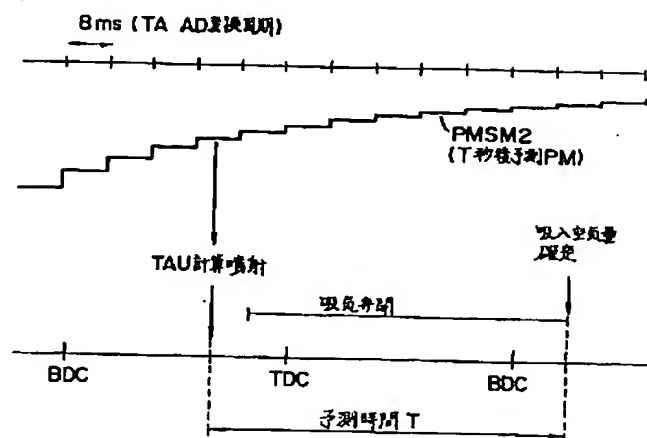 8ms (TA AD変換周期)
PMSM2
(T秒後予測PM)
吸入空気量
確定
TAU計算噴射
吸気弁開
BDC
TDC
BDC
予測時間 T